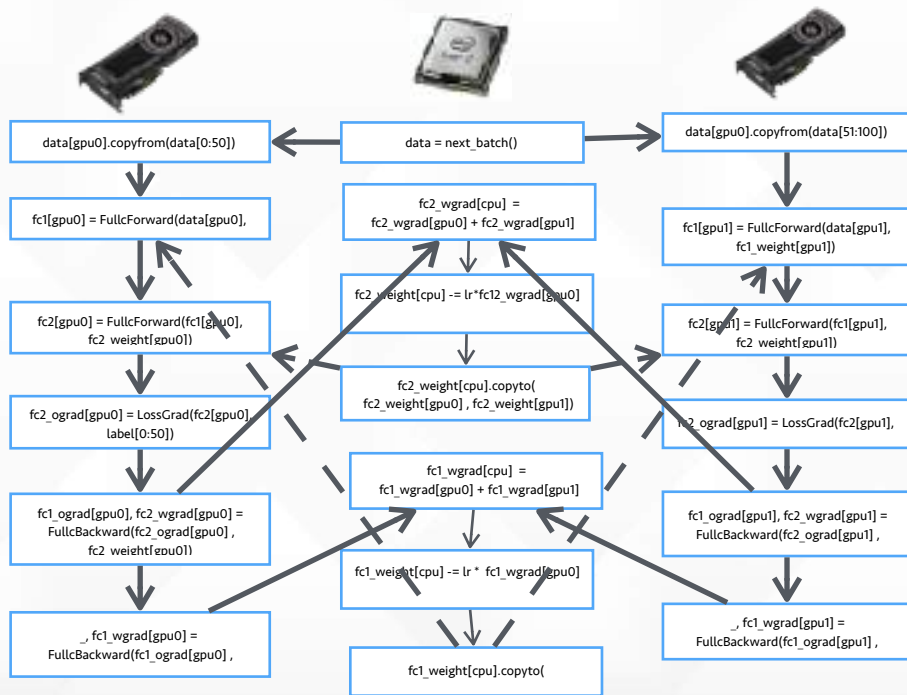 data[gpu0].copyfrom(data[0:50])
data = next_batch()
data[gpu0].copyfrom(data[51:100])
fc1[gpu0] = FullcForward(data[gpu0],
fc2_wgrad[cpu] =
fc2_wgrad[gpu0] + fc2_wgrad[gpu1]
fc1[gpu1] = FullcForward(data[gpu1],
fc1_weight[gpu1])
fc2[gpu0] = FullcForward(fc1[gpu0],
fc2_weight[gpu0])
fc2_weight[cpu] -= lr*fc12_wgrad[gpu0]
fc2[gpu1] = FullcForward(fc1[gpu1],
fc2_weight[gpu1])
fc2_weight[cpu].copyto(
fc2_weight[gpu0] , fc2_weight[gpu1])
fc2_ograd[gpu0] = LossGrad(fc2[gpu0],
label[0:50])
fc2_ograd[gpu1] = LossGrad(fc2[gpu1],
fc1_wgrad[cpu] =
fc1_wgrad[gpu0] + fc1_wgrad[gpu1]
fc1_ograd[gpu0], fc2_wgrad[gpu0] =
FullcBackward(fc2_ograd[gpu0] ,
fc2_weight[gpu0])
fc1_ograd[gpu1], fc2_wgrad[gpu1] =
FullcBackward(fc2_ograd[gpu1] ,
fc1_weight[cpu] -= lr * fc1_wgrad[gpu0]
_, fc1_wgrad[gpu0] =
FullcBackward(fc1_ograd[gpu0] ,
fc1_weight[cpu].copyto(
_, fc1_wgrad[gpu1] =
FullcBackward(fc1_ograd[gpu1] ,